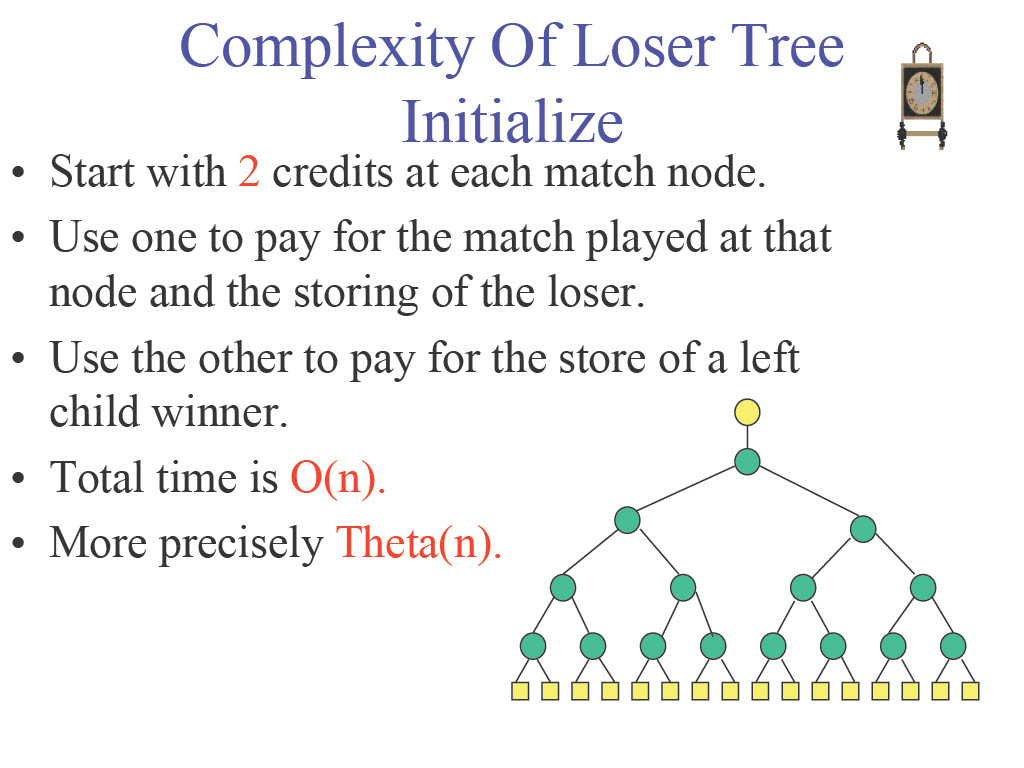 Complexity Of Loser Tree
Initialize
• Start with 2 credits at each match node.
• Use one to pay for the match played at that
node and the storing of the loser.
• Use the other to pay for the store of a left
child winner.
• Total time is O(n).
• More precisely Theta(n).